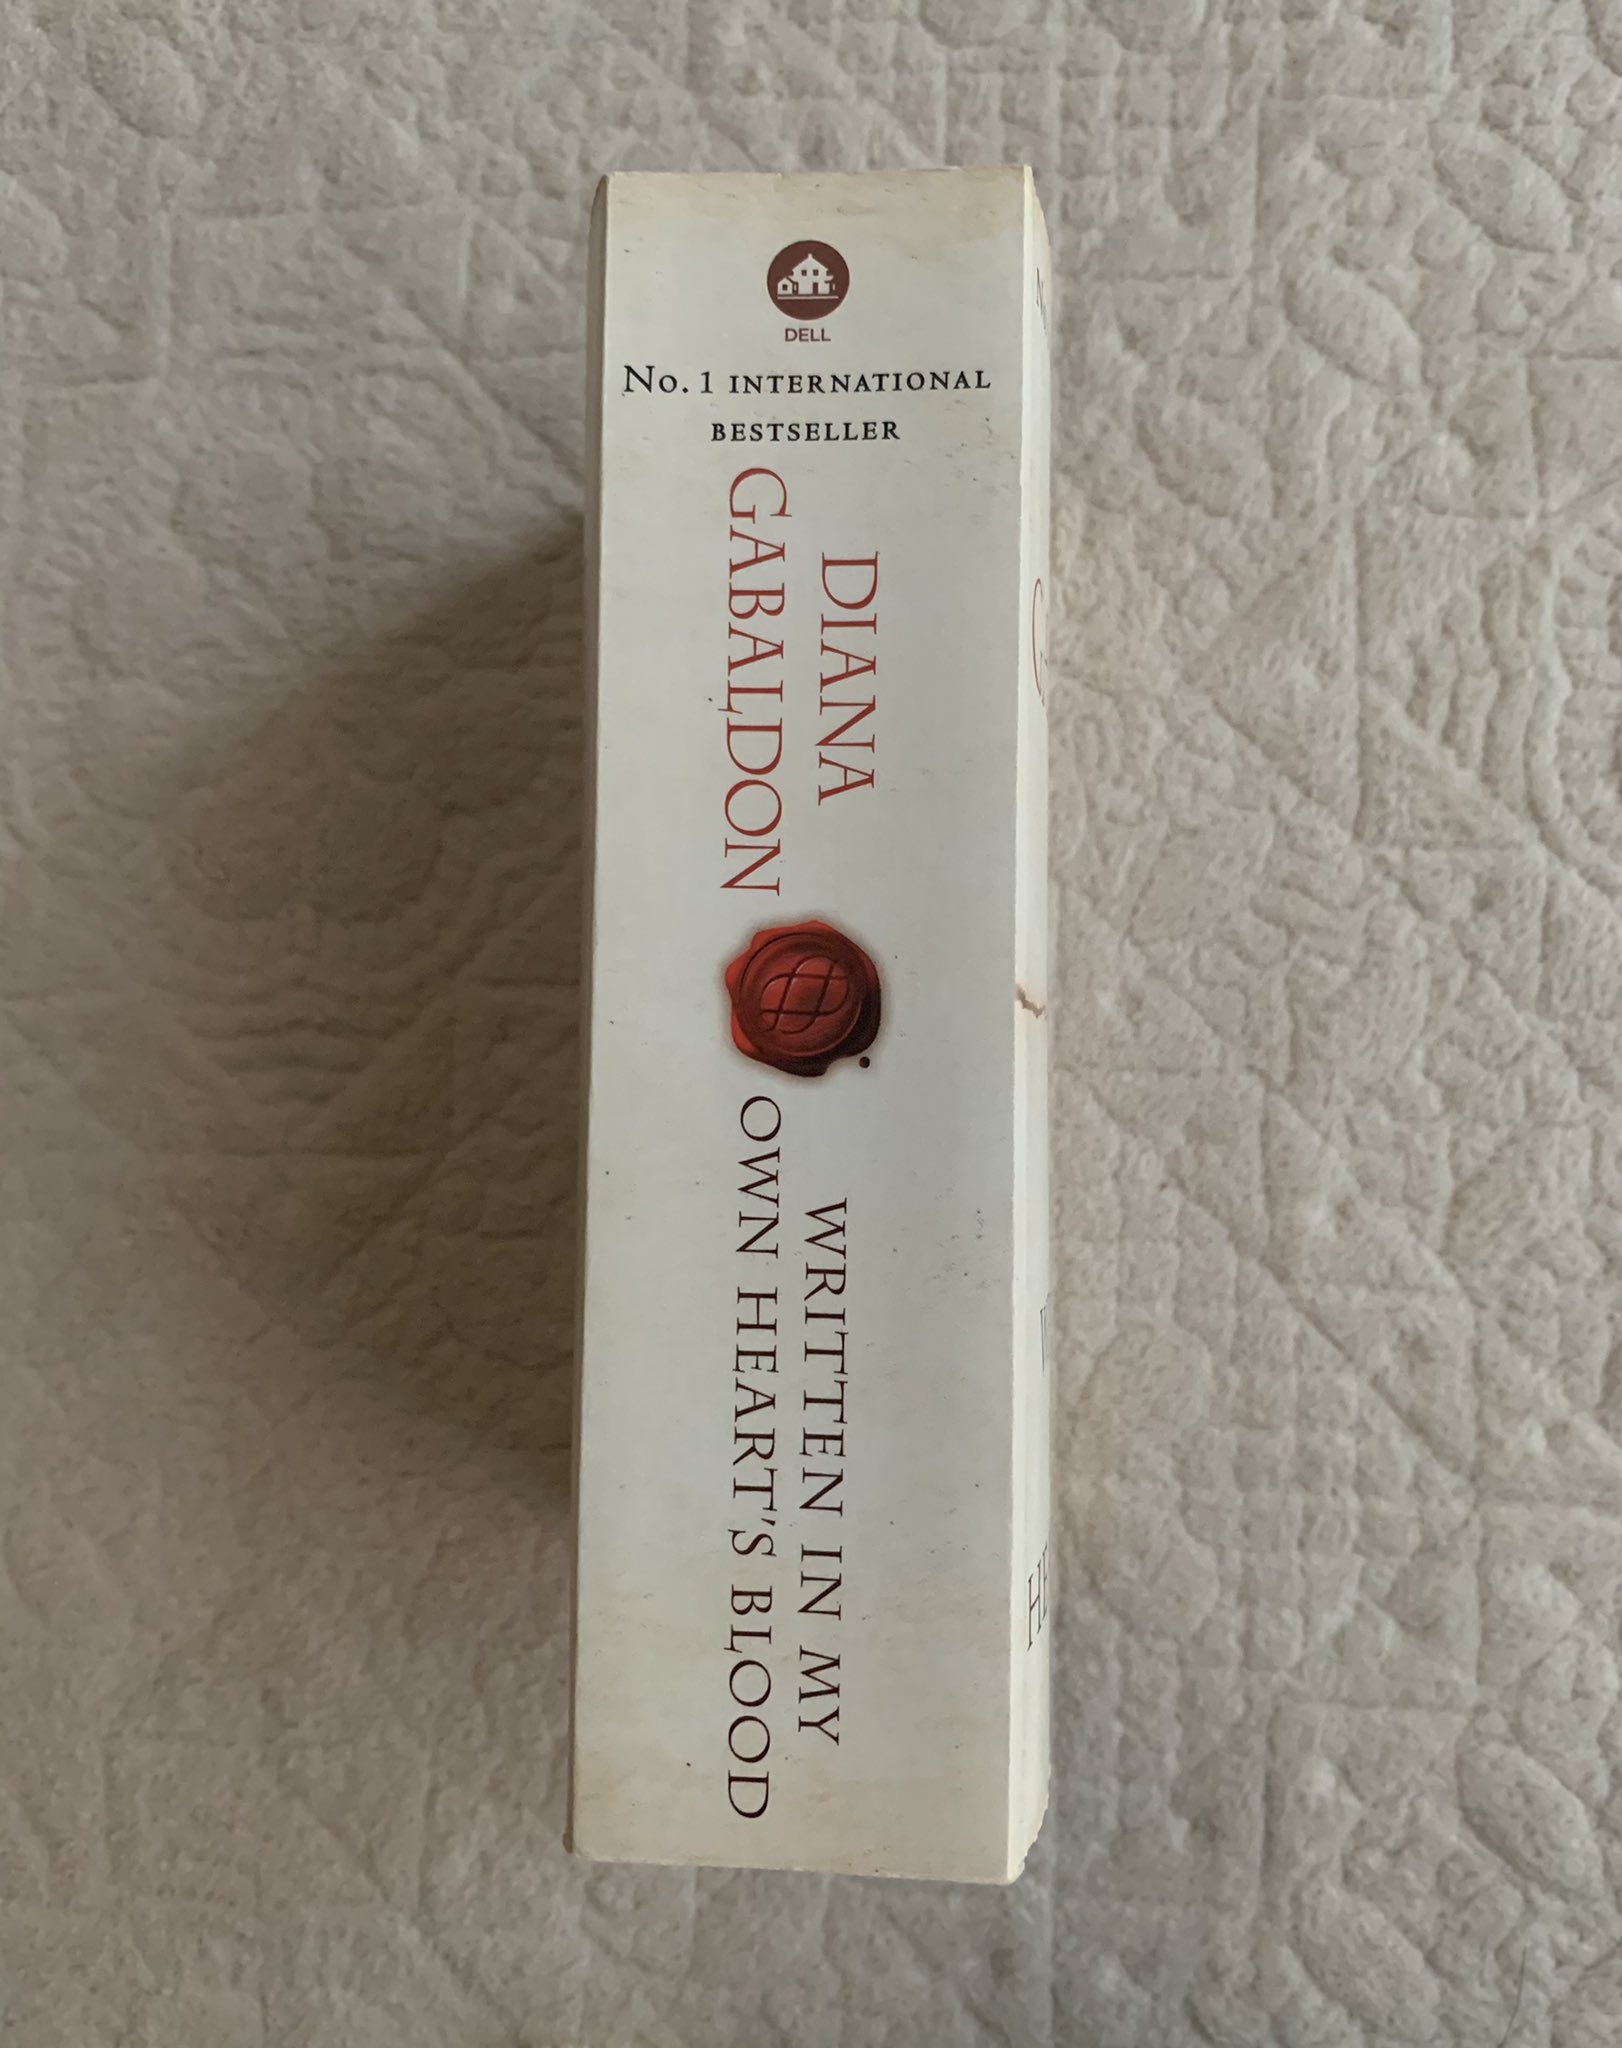 DELL
No. 1 INTERNATIONAL
BESTSELLER
DIANA
GABALDON
WRITTEN IN MY
OWN HEART'S BLOOD